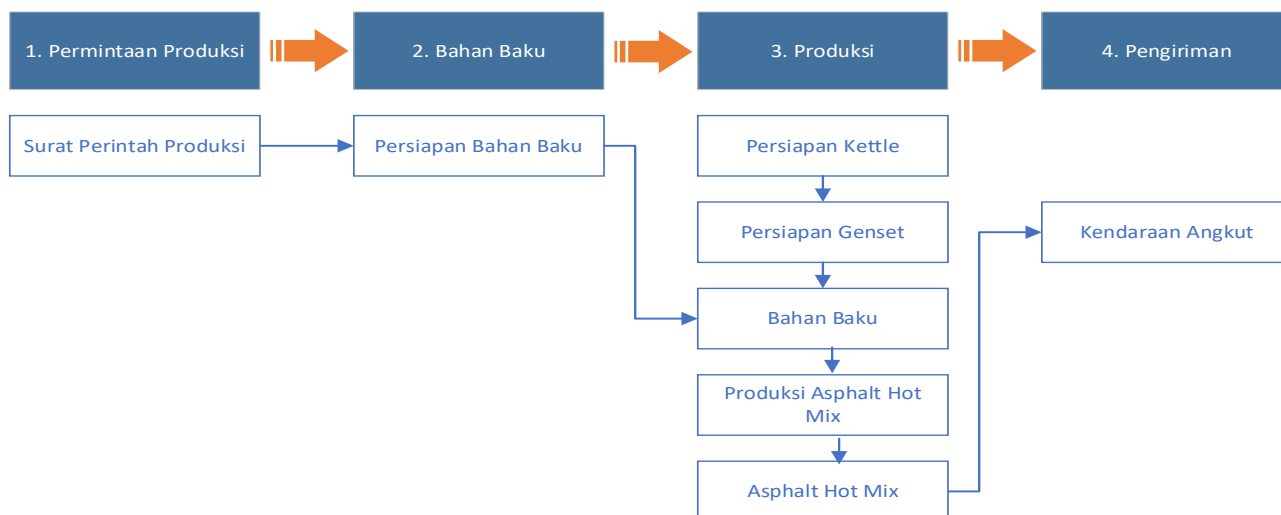 1. Permintaan Produksi
2. Bahan Baku
3. Produksi
4. Pengiriman
Surat Perintah Produksi
Persiapan Bahan Baku
Persiapan Kettle
Persiapan Genset
Kendaraan Angkut
Bahan Baku
Produksi Asphalt Hot
Mix
Asphalt Hot Mix